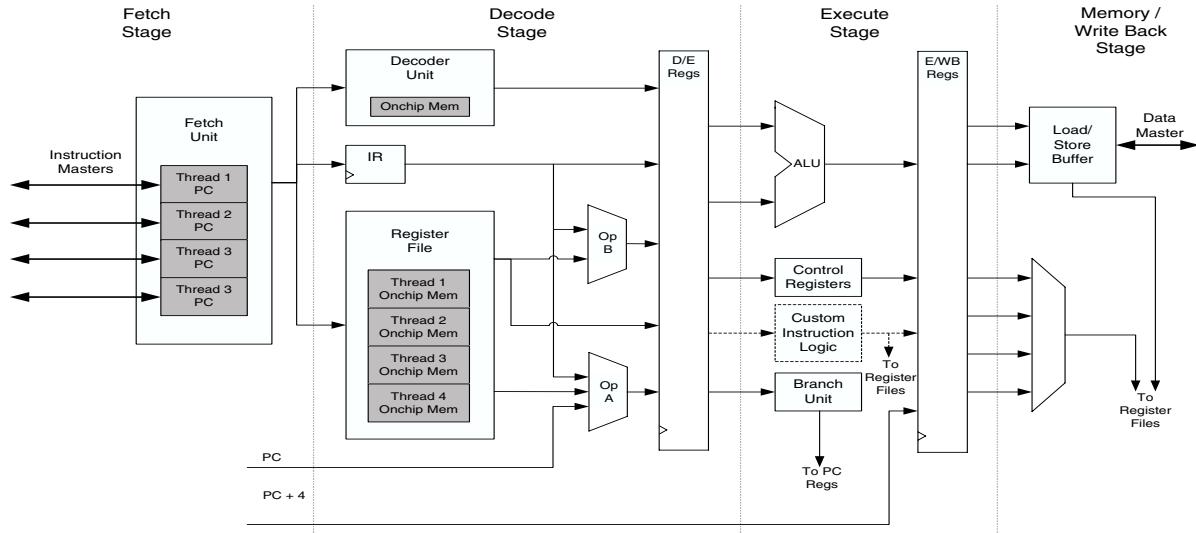 Fetch
Stage
Decode
Stage
Execute
Stage
Memory /
Write Back
Stage
Instruction
Masters
Fetch
Unit
Thread 1
PC
Thread 2
PC
Thread 3
PC
Thread 3
PC
Decoder
Unit
Onchip Mem
IR
Register
File
Thread 1
Onchip Mem
Thread 2
Onchip Mem
Thread 3
Onchip Mem
Thread 4
Onchip Mem
Op
B
Op
A
PC
PC + 4
D/E
Regs
ALU
Control
Registers
Custom
Instruction
Logic
To
Register
Files
Branch
Unit
To PC
Regs
E/WB
Regs
Load/
Store
Buffer
Data
Master
To
Register
Files